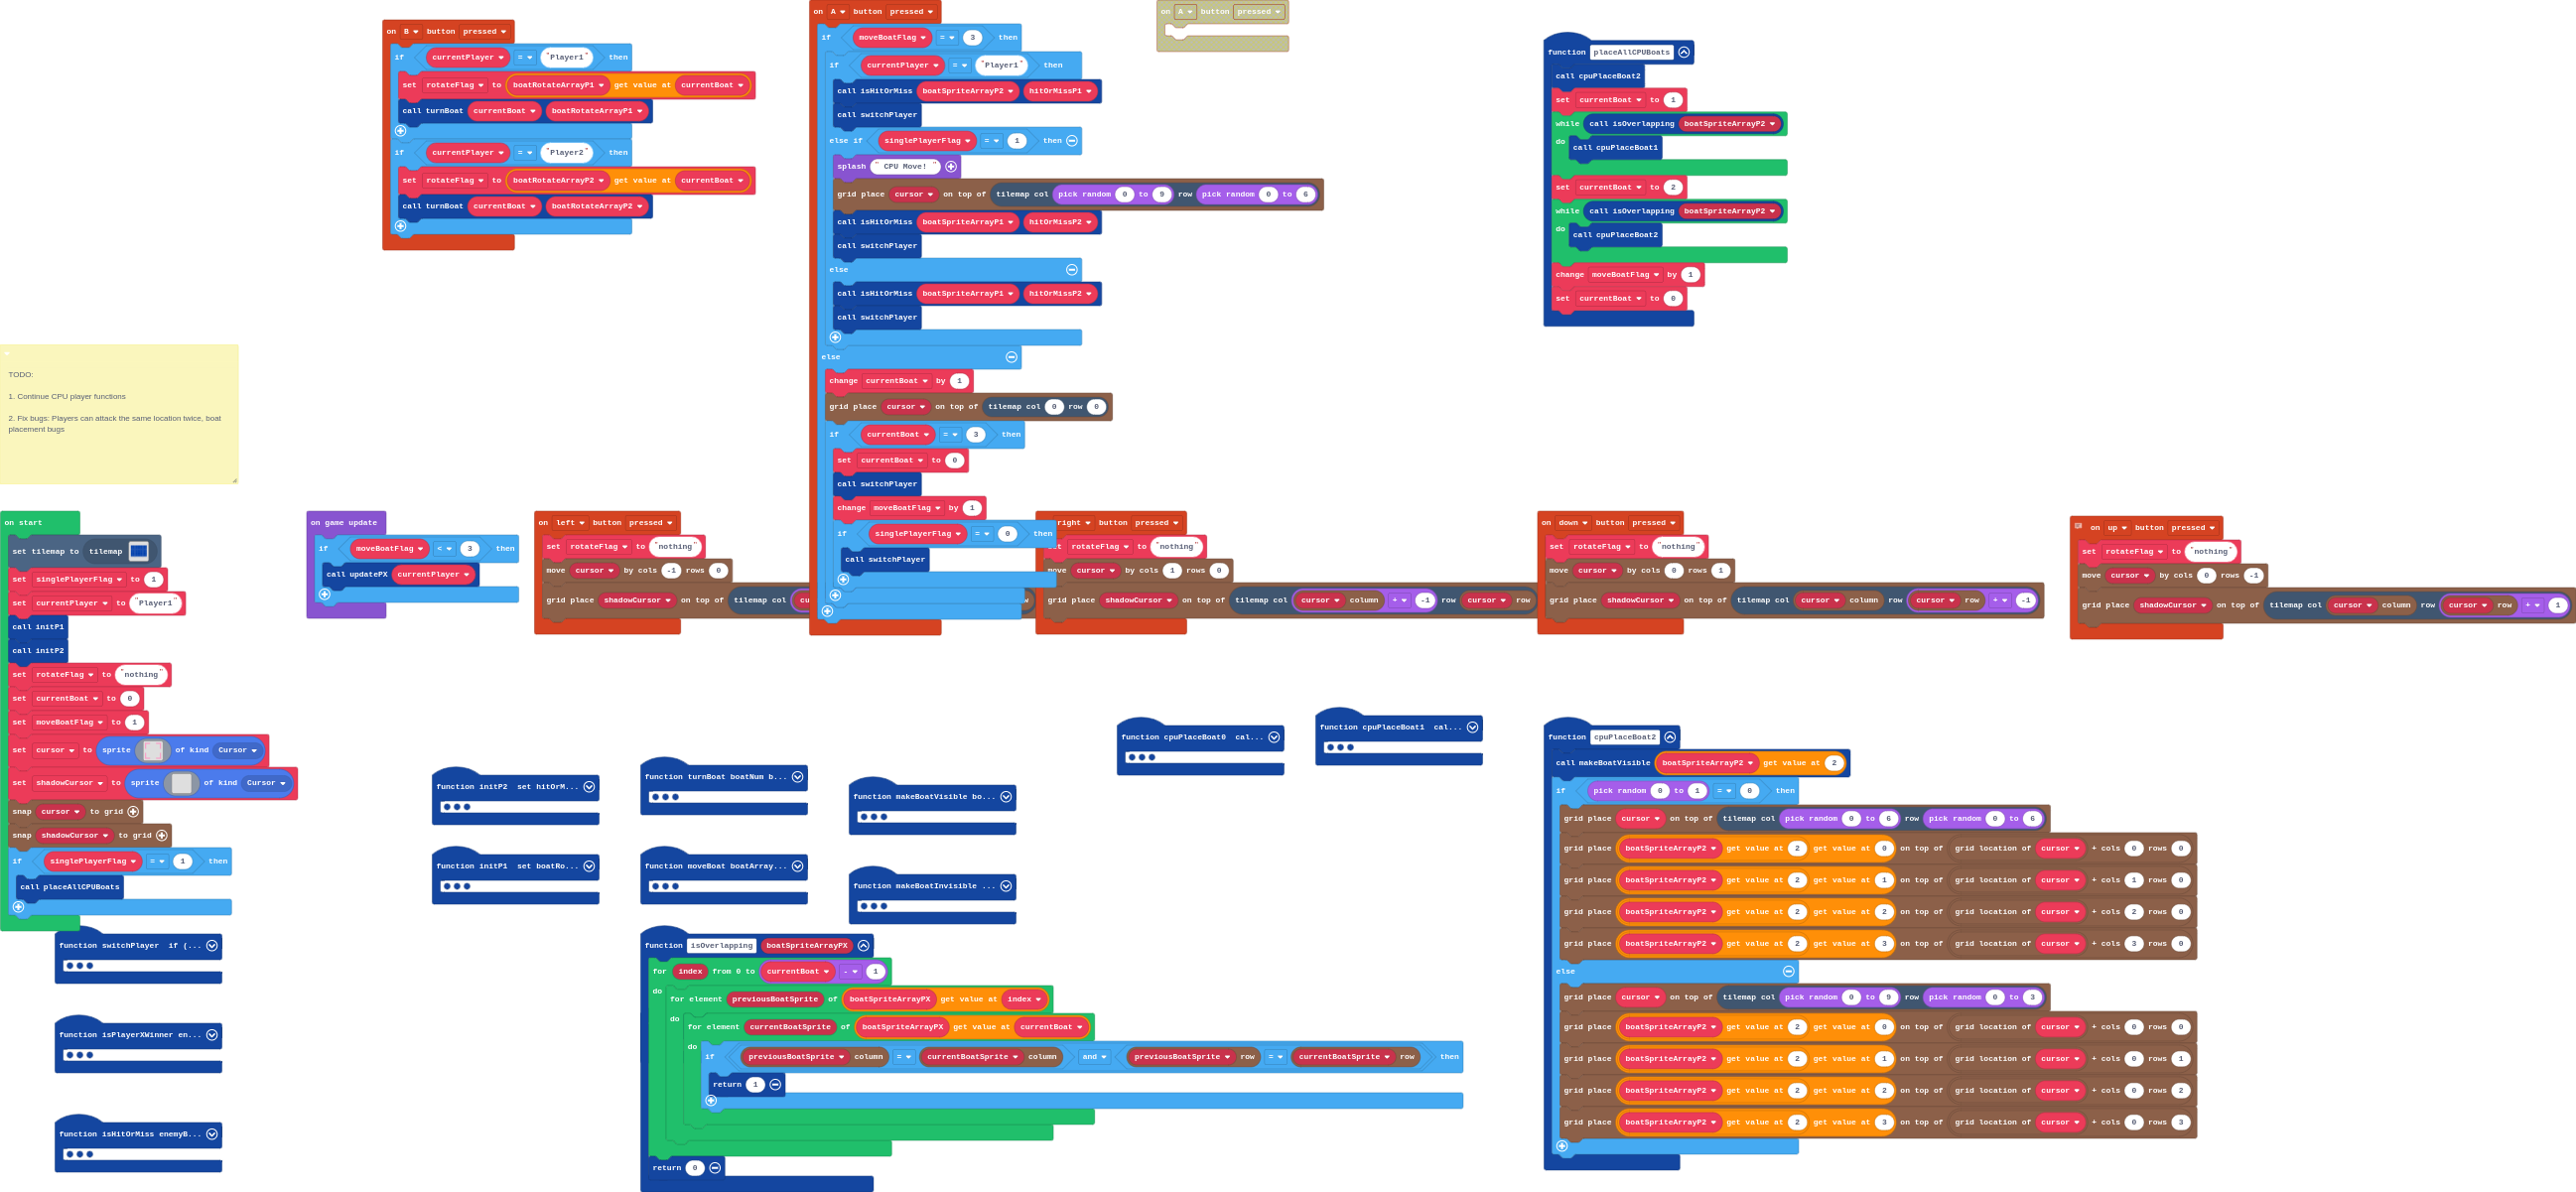 on B button pressed
if currentPlayer = "Player1" then
set rotateFlag to boatRotateArrayP1 get value at currentBoat
call turnBoat currentBoat boatRotateArrayP1
if currentPlayer = "Player2" then
set rotateFlag to boatRotateArrayP2 get value at currentBoat
call turnBoat currentBoat boatRotateArrayP2
on A button pressed
if moveBoatFlag = 3 then
if currentPlayer = "Player1" then
call isHitOrMiss boatSpriteArrayP2 hitOrMissP1
call switchPlayer
else if singlePlayerFlag = 1 then
splash " CPU Move! "
grid place cursor on top of tilemap col pick random 0 to 9 row pick random 0 to 6
call isHitOrMiss boatSpriteArrayP1 hitOrMissP2
call switchPlayer
else
call isHitOrMiss boatSpriteArrayP1 hitOrMissP2
call switchPlayer
else
change currentBoat by 1
grid place cursor on top of tilemap col 0 row 0
if currentBoat = 3 then
set currentBoat to 0
call switchPlayer
change moveBoatFlag by 1
if singlePlayerFlag = 0 then
call switchPlayer
on A button pressed
function placeAllCPUBoats
call cpuPlaceBoat2
set currentBoat to 1
while call isOverlapping boatSpriteArrayP2
do call cpuPlaceBoat1
set currentBoat to 2
while call isOverlapping boatSpriteArrayP2
do call cpuPlaceBoat2
change moveBoatFlag by 1
set currentBoat to 0
TODO:
1. Continue CPU player functions
2. Fix bugs: Players can attack the same location twice, boat
placement bugs
on start
set tilemap to tilemap
set singlePlayerFlag to 1
set currentPlayer to "Player1"
call initP1
call initP2
set rotateFlag to "nothing"
set currentBoat to 0
set moveBoatFlag to 1
set cursor to sprite of kind Cursor
set shadowCursor to sprite of kind Cursor
snap cursor to grid
snap shadowCursor to grid
if singlePlayerFlag = 1 then
call placeAllCPUBoats
on game update
if moveBoatFlag < 3 then
call updatePX currentPlayer
on left button pressed
set rotateFlag to "nothing"
move cursor by cols -1 rows 0
grid place shadowCursor on top of tilemap col
right button pressed
set rotateFlag to "nothing"
move cursor by cols 1 rows 0
grid place shadowCursor on top of tilemap col cursor column + -1 row cursor row
on down button pressed
set rotateFlag to "nothing"
move cursor by cols 0 rows 1
grid place shadowCursor on top of tilemap col cursor column row cursor row + -1
on up button pressed
set rotateFlag to "nothing"
move cursor by cols 0 rows -1
grid place shadowCursor on top of tilemap col cursor column row cursor row + 1
function switchPlayer if (...
function isPlayerXWinner en...
function isHitOrMiss enemyB...
function initP2 set hitOrM...
function initP1 set boatRo...
function turnBoat boatNum b...
function moveBoat boatArray...
function makeBoatVisible bo...
function makeBoatInvisible ...
function cpuPlaceBoat0 cal...
function cpuPlaceBoat1 cal...
function isOverlapping boatSpriteArrayPX
for index from 0 to currentBoat - 1
do for element previousBoatSprite of boatSpriteArrayPX get value at index
do for element currentBoatSprite of boatSpriteArrayPX get value at currentBoat
do if previousBoatSprite column = currentBoatSprite column and previousBoatSprite row = currentBoatSprite row then
return 1
return 0
function cpuPlaceBoat2
call makeBoatVisible boatSpriteArrayP2 get value at 2
if pick random 0 to 1 = 0 then
grid place cursor on top of tilemap col pick random 0 to 6 row pick random 0 to 6
grid place boatSpriteArrayP2 get value at 2 get value at 0 on top of grid location of cursor + cols 0 rows 0
grid place boatSpriteArrayP2 get value at 2 get value at 1 on top of grid location of cursor + cols 1 rows 0
grid place boatSpriteArrayP2 get value at 2 get value at 2 on top of grid location of cursor + cols 2 rows 0
grid place boatSpriteArrayP2 get value at 2 get value at 3 on top of grid location of cursor + cols 3 rows 0
else
grid place cursor on top of tilemap col pick random 0 to 9 row pick random 0 to 3
grid place boatSpriteArrayP2 get value at 2 get value at 0 on top of grid location of cursor + cols 0 rows 0
grid place boatSpriteArrayP2 get value at 2 get value at 1 on top of grid location of cursor + cols 0 rows 1
grid place boatSpriteArrayP2 get value at 2 get value at 2 on top of grid location of cursor + cols 0 rows 2
grid place boatSpriteArrayP2 get value at 2 get value at 3 on top of grid location of cursor + cols 0 rows 3